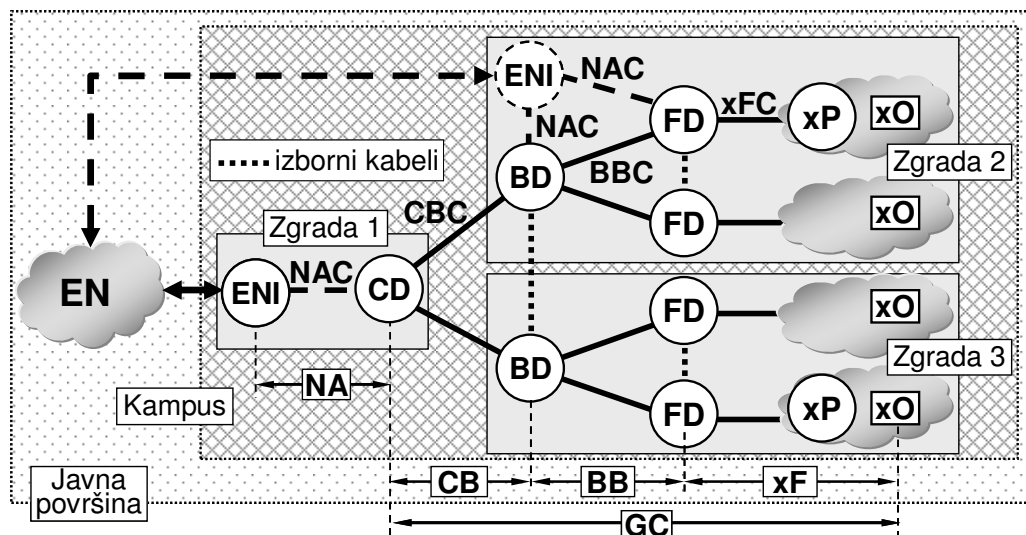 ENI
NAC
FD
xFC
xP
xO
NAC
izborni kabeli
BD
BBC
Zgrada 2
CBC
FD
xO
Zgrada 1
EN
ENI
NAC
CD
FD
xO
Zgrada 3
BD
NA
Kampus
FD
xP
xO
Javna
površina
CB
BB
xF
GC